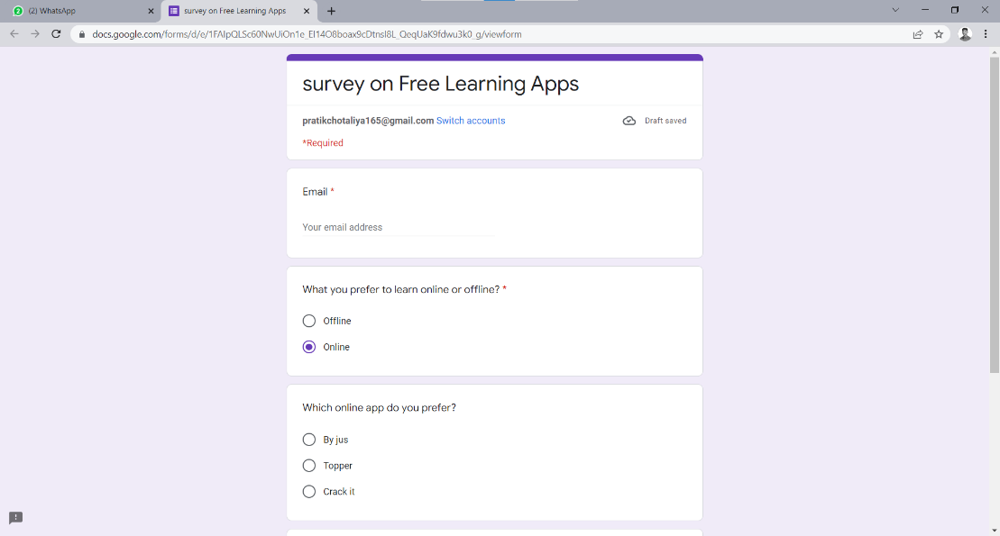 2 (2) WhatsApp
survey on Free Learning Apps
docs.google.com/forms/d/e/1FAIpQLSc60NwUiOn1e_EI14O8boax9cDtnsI8L_QeqUaK9fdwu3k0_g/viewform
survey on Free Learning Apps
pratikchotaliya165@gmail.com Switch accounts
Draft saved
*Required
Email *
Your email address
What you prefer to learn online or offline? *
Offline
Online
Which online app do you prefer?
By jus
Topper
Crack it